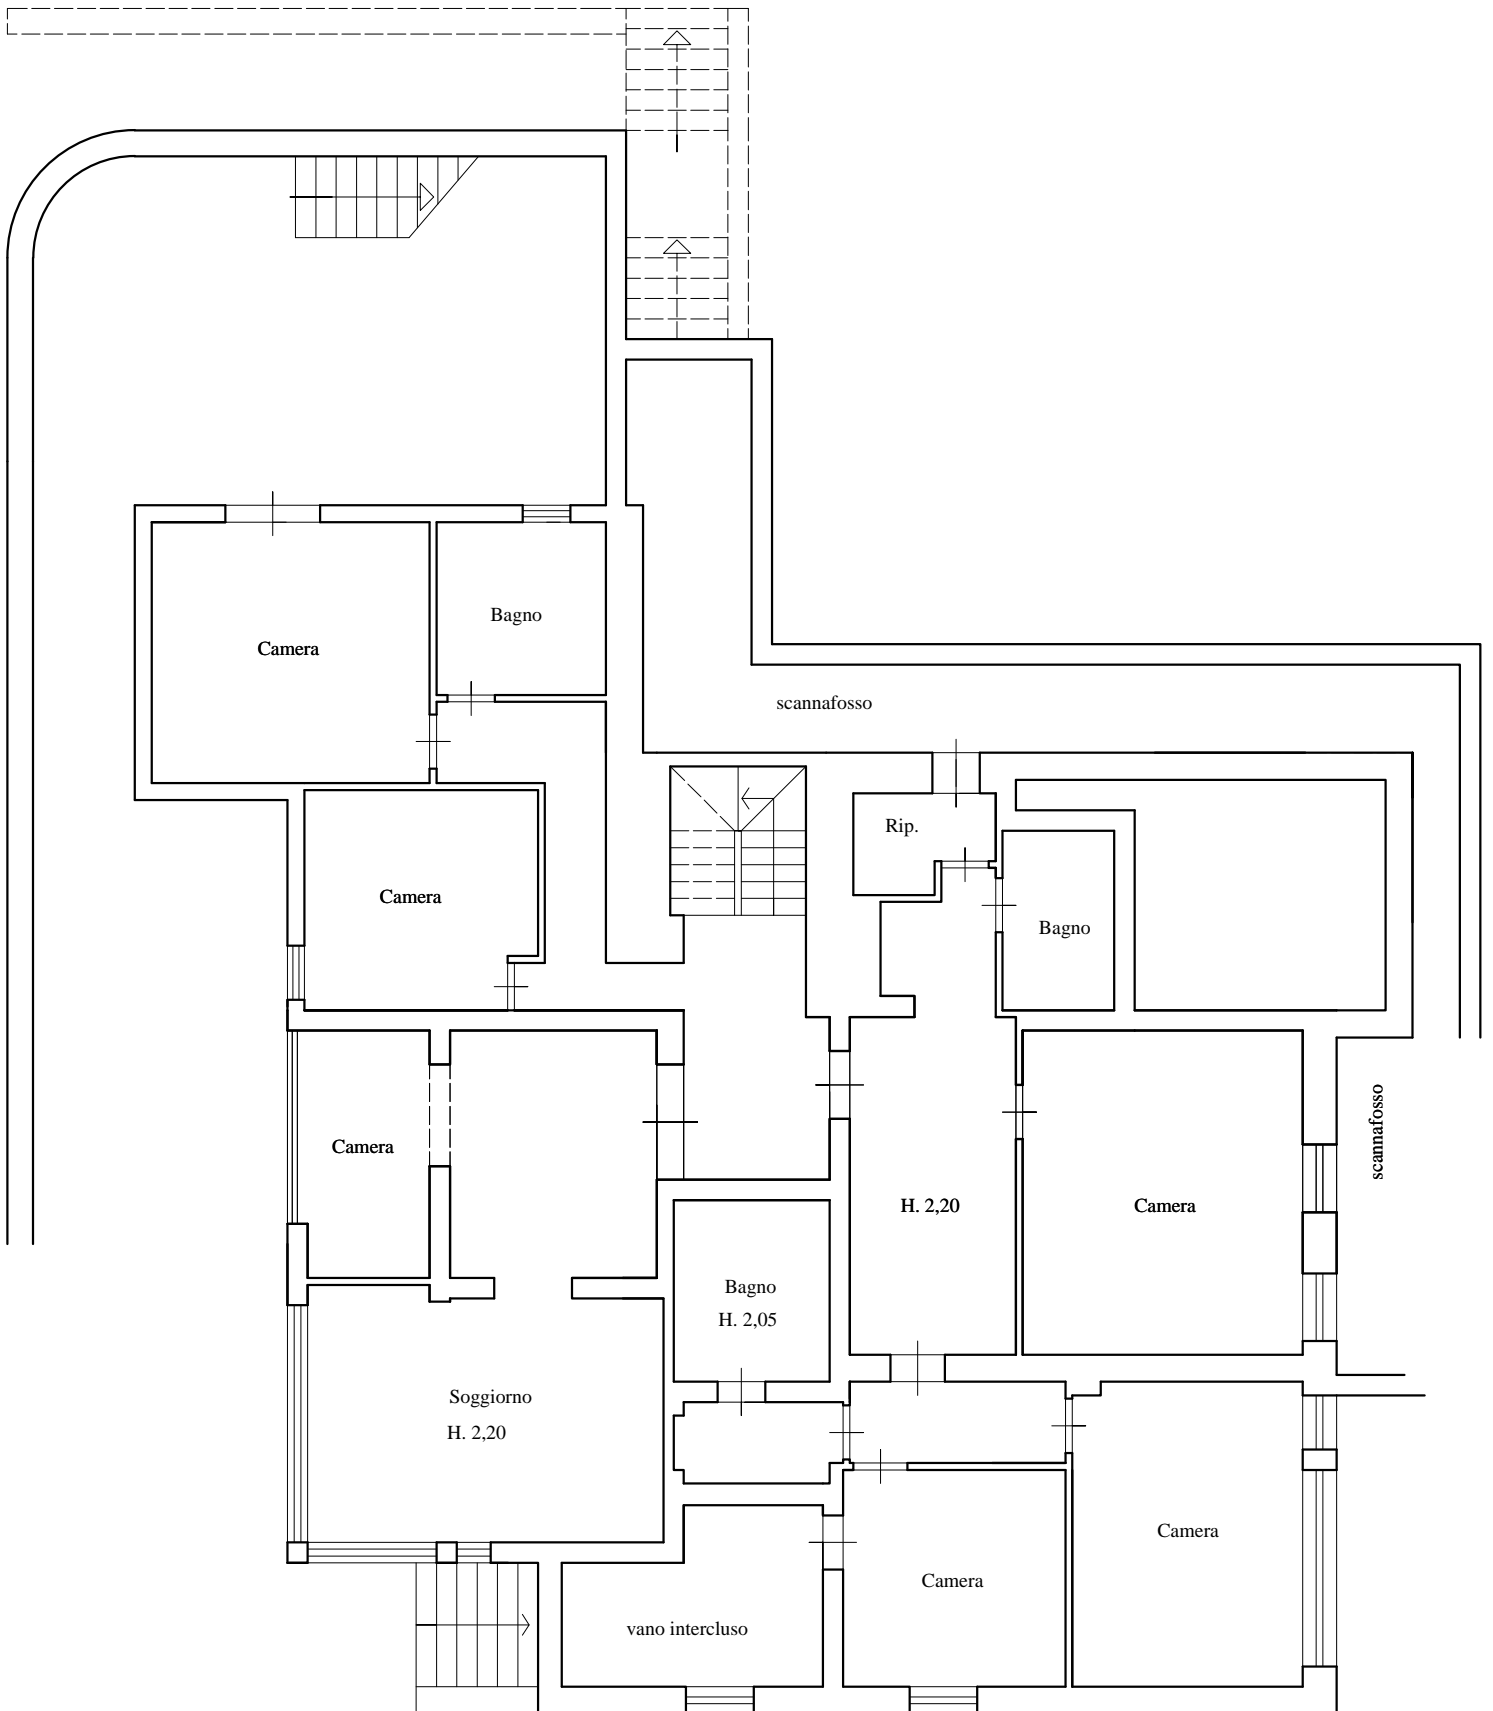 Bagno
Camera
scannafosso
Rip.
Camera
Bagno
Camera
H. 2,20
Camera
scannafosso
Bagno
H. 2,05
Soggiorno
H. 2,20
Camera
Camera
vano intercluso